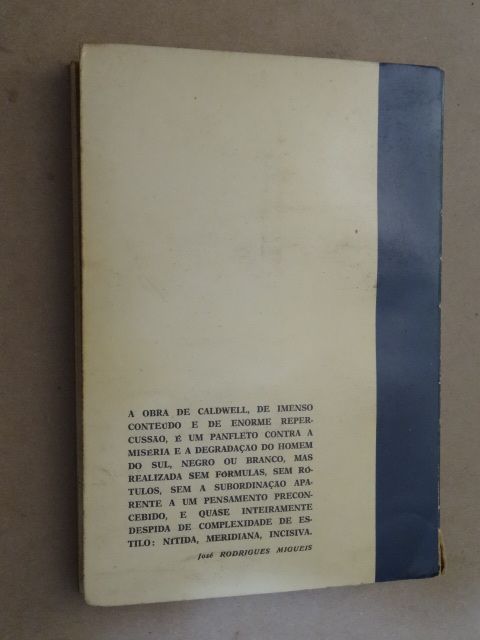 A OBRA DE CALDWELL, DE IMENSO
CONTEUDO E DE ENORME REPER-
CUSSÃO, É UM PANFLETO CONTRA A
MISÉRIA E A DEGRADAÇÃO DO HOMEM
DO SUL, NEGRO OU BRANCO, MAS
REALIZADA SEM FÓRMULAS, SEM RÓ-
TULOS, SEM A SUBORDINAÇÃO APA-
RENTE A UM PENSAMENTO PRECON-
CEBIDO, E QUASE INTEIRAMENTE
DESPIDA DE COMPLEXIDADE DE ES-
TILO: NÍTIDA, MERIDIANA, INCISIVA.
José RODRIGUES MIGUEIS